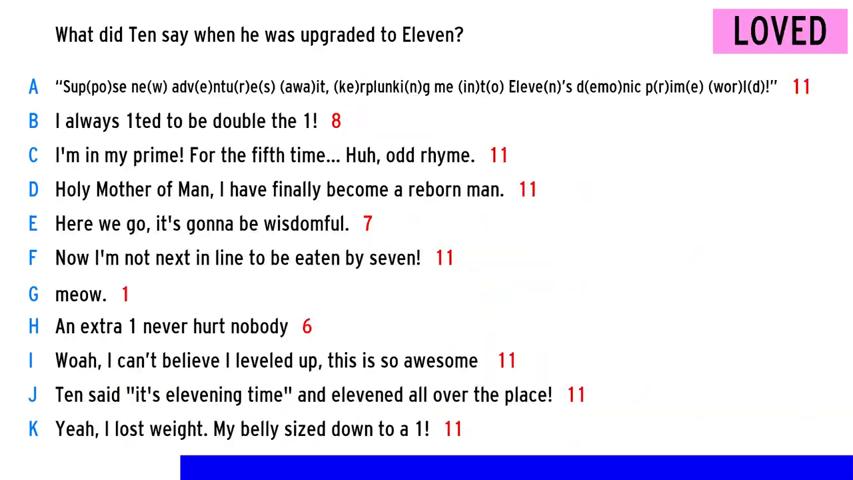 What did Ten say when he was upgraded to Eleven?
LOVED
A “Sup(po)se ne(w) adv(e)ntu(r)e(s) (awa)it, (ke)rplunki(n)g me (in)t(o) Eleve(n)’s d(emo)nic p(r)im(e) (wor)l(d)!” 11
B I always 1ted to be double the 1! 8
C I'm in my prime! For the fifth time... Huh, odd rhyme. 11
D Holy Mother of Man, I have finally become a reborn man. 11
E Here we go, it's gonna be wisdomful. 7
F Now I'm not next in line to be eaten by seven! 11
G meow. 1
H An extra 1 never hurt nobody 6
I Woah, I can’t believe I leveled up, this is so awesome 11
J Ten said "it's elevening time" and elevened all over the place! 11
K Yeah, I lost weight. My belly sized down to a 1! 11